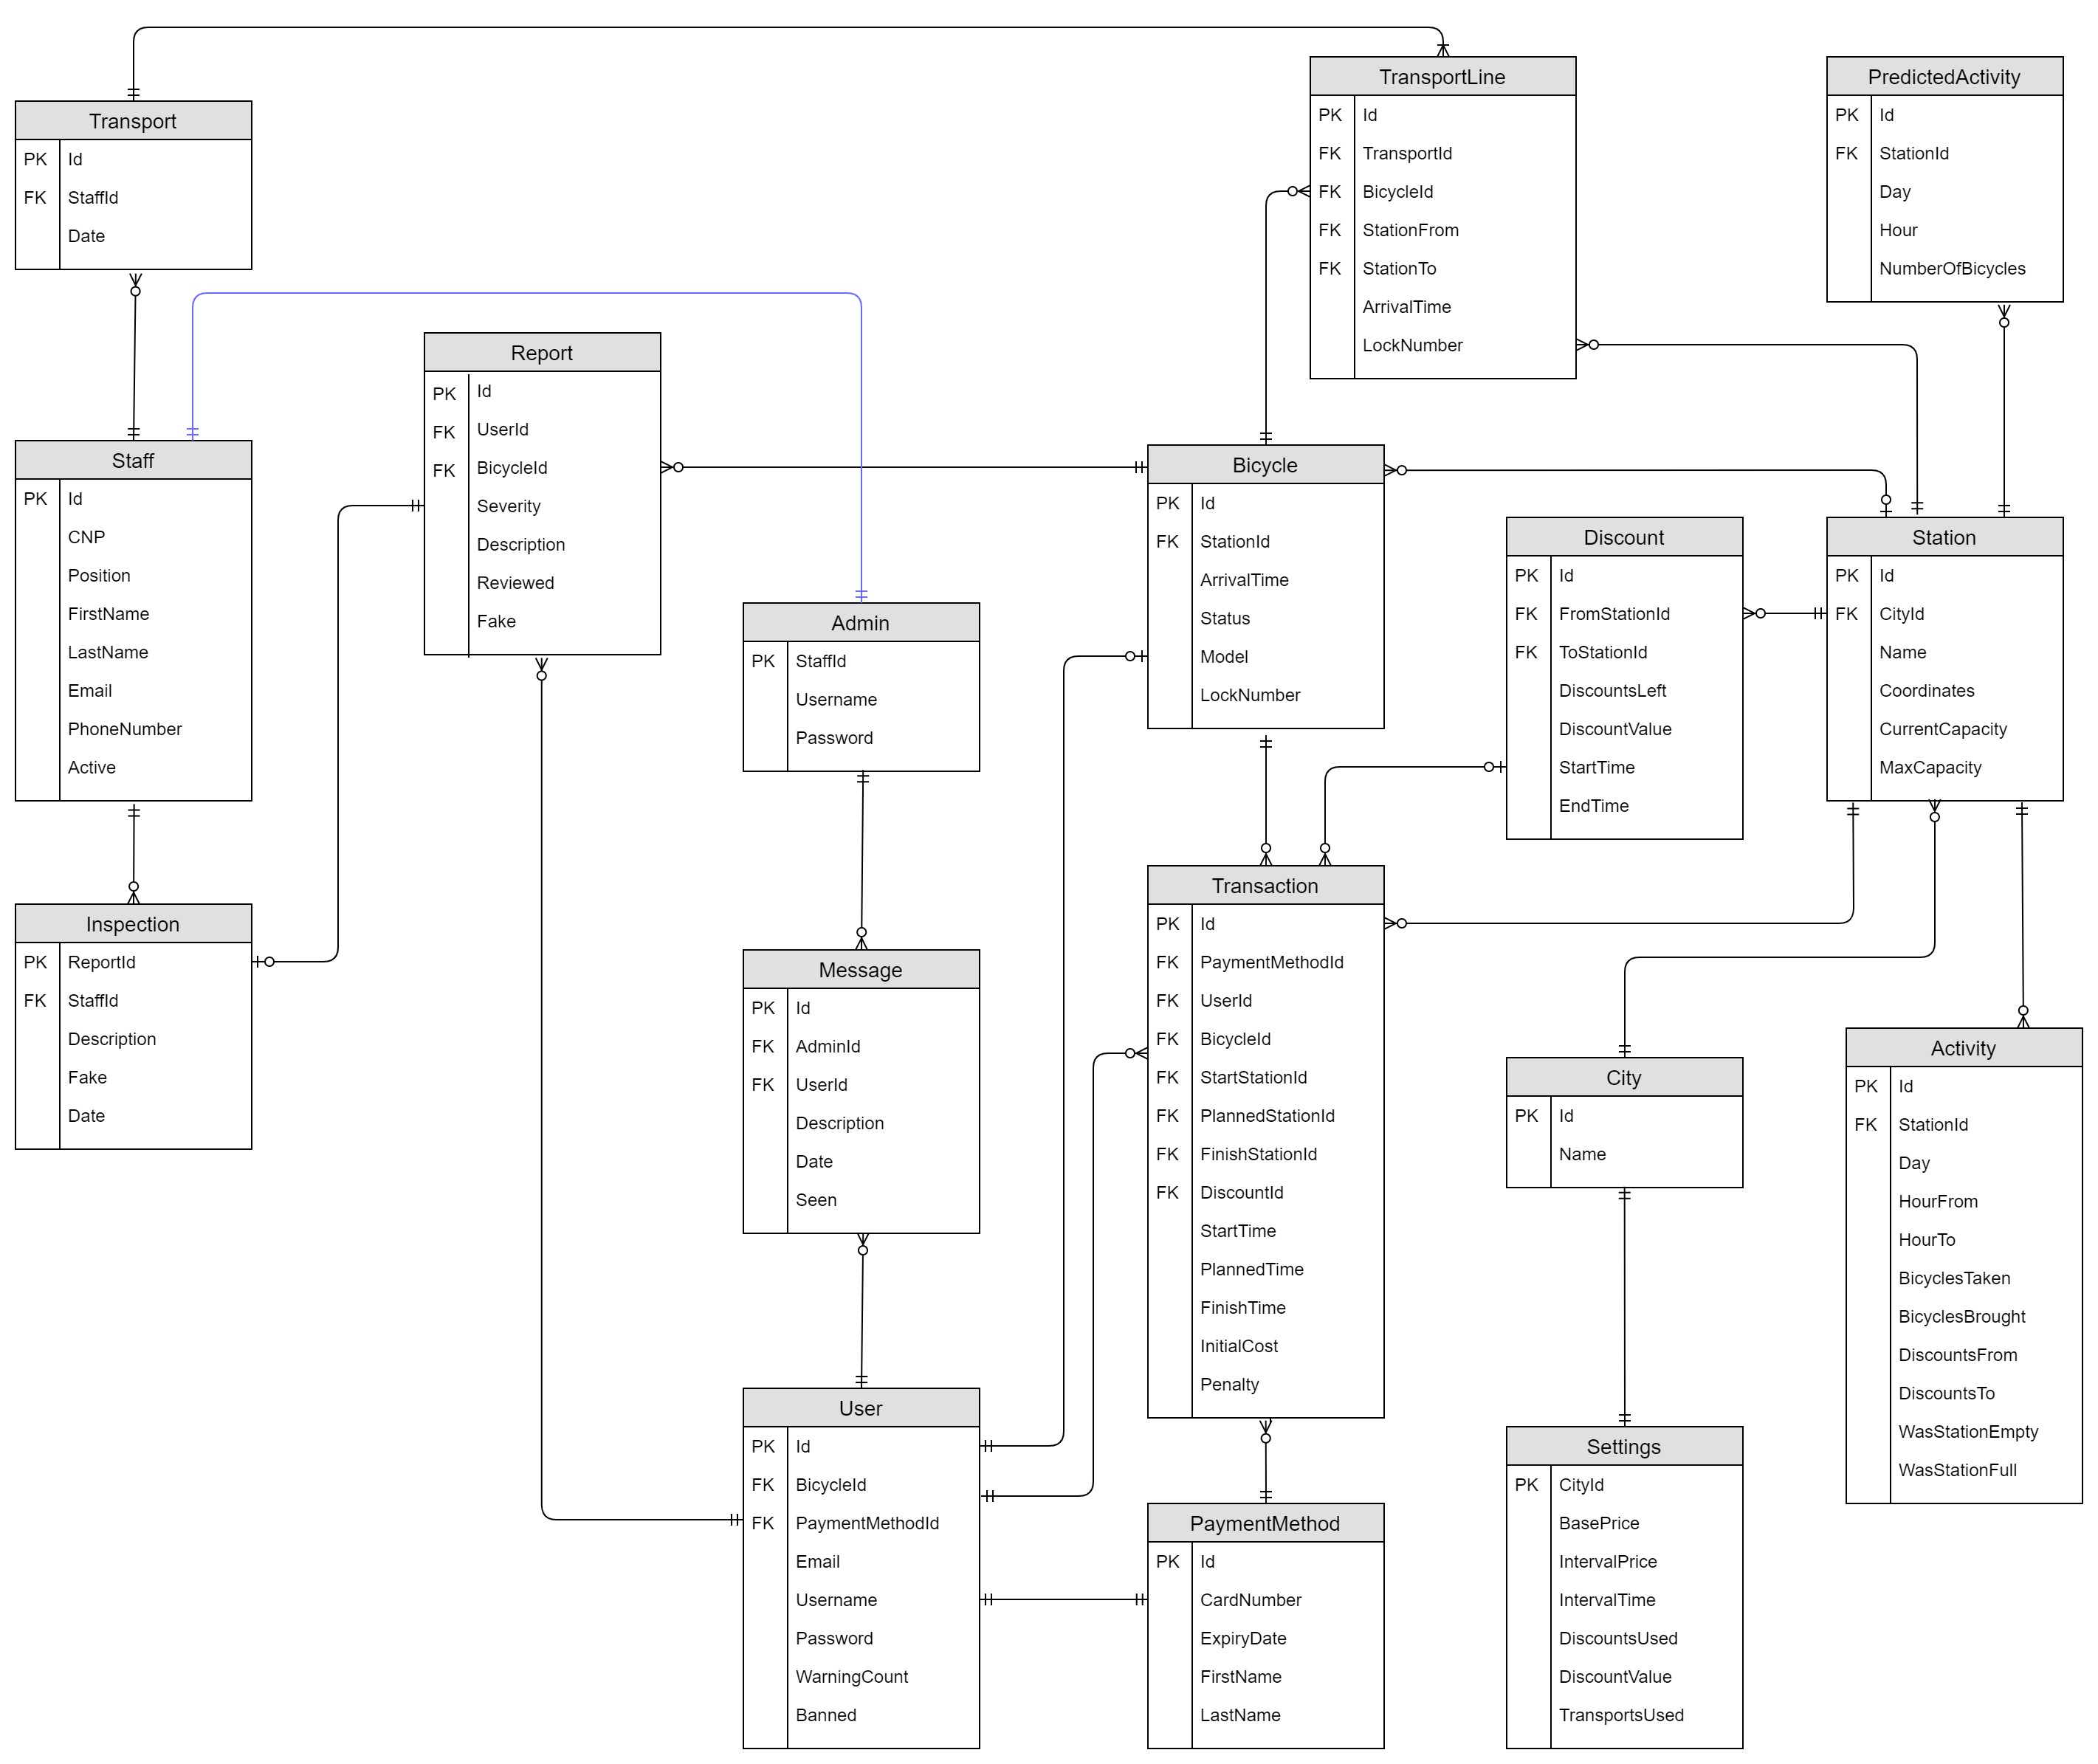 Transport
PK Id
FK StaffId
Date
TransportLine
PK Id
FK TransportId
FK BicycleId
FK StationFrom
FK StationTo
ArrivalTime
LockNumber
PredictedActivity
PK Id
FK StationId
Day
Hour
NumberOfBicycles
Staff
PK Id
CNP
Position
FirstName
LastName
Email
PhoneNumber
Active
Report
PK Id
FK UserId
FK BicycleId
Severity
Description
Reviewed
Fake
Admin
PK StaffId
Username
Password
Bicycle
PK Id
FK StationId
ArrivalTime
Status
Model
LockNumber
Discount
PK Id
FK FromStationId
FK ToStationId
DiscountsLeft
DiscountValue
StartTime
EndTime
Station
PK Id
FK CityId
Name
Coordinates
CurrentCapacity
MaxCapacity
Inspection
PK ReportId
FK StaffId
Description
Fake
Date
Message
PK Id
FK AdminId
FK UserId
Description
Date
Seen
Transaction
PK Id
FK PaymentMethodId
FK UserId
FK BicycleId
FK StartStationId
FK PlannedStationId
FK FinishStationId
FK DiscountId
StartTime
PlannedTime
FinishTime
InitialCost
Penalty
City
PK Id
Name
Activity
PK Id
FK StationId
Day
HourFrom
HourTo
BicyclesTaken
BicyclesBrought
DiscountsFrom
DiscountsTo
WasStationEmpty
WasStationFull
User
PK Id
FK BicycleId
FK PaymentMethodId
Email
Username
Password
WarningCount
Banned
PaymentMethod
PK Id
CardNumber
ExpiryDate
FirstName
LastName
Settings
PK CityId
BasePrice
IntervalPrice
IntervalTime
DiscountsUsed
DiscountValue
TransportsUsed